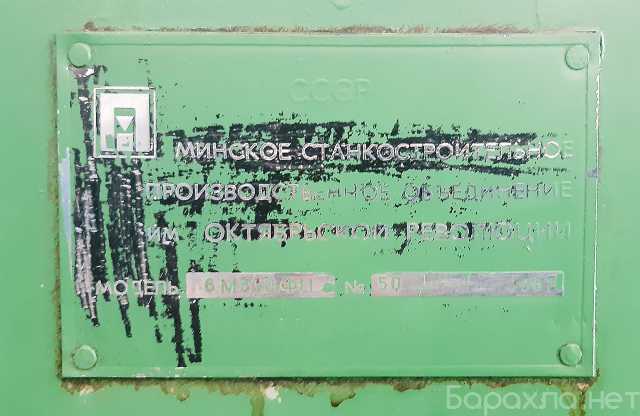 СССР
МИНСКОЕ СТАНКОСТРОИТЕЛЬНОЕ
ПРОИЗВОДСТВЕННОЕ ОБЪЕДИНЕНИЕ
ИМ. ОКТЯБРЬСКОЙ РЕВОЛЮЦИИ
МОДЕЛЬ № 50
Барахла.нет